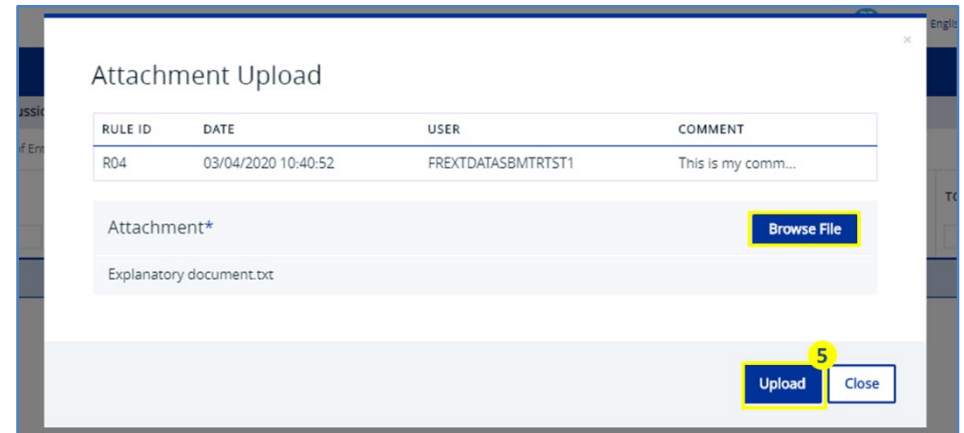 ×
Attachment Upload
RULE ID DATE USER COMMENT
R04 03/04/2020 10:40:52 FREXTDATASBMTRTST1 This is my comm...
Attachment*
Browse File
Explanatory document.txt
5
Upload Close